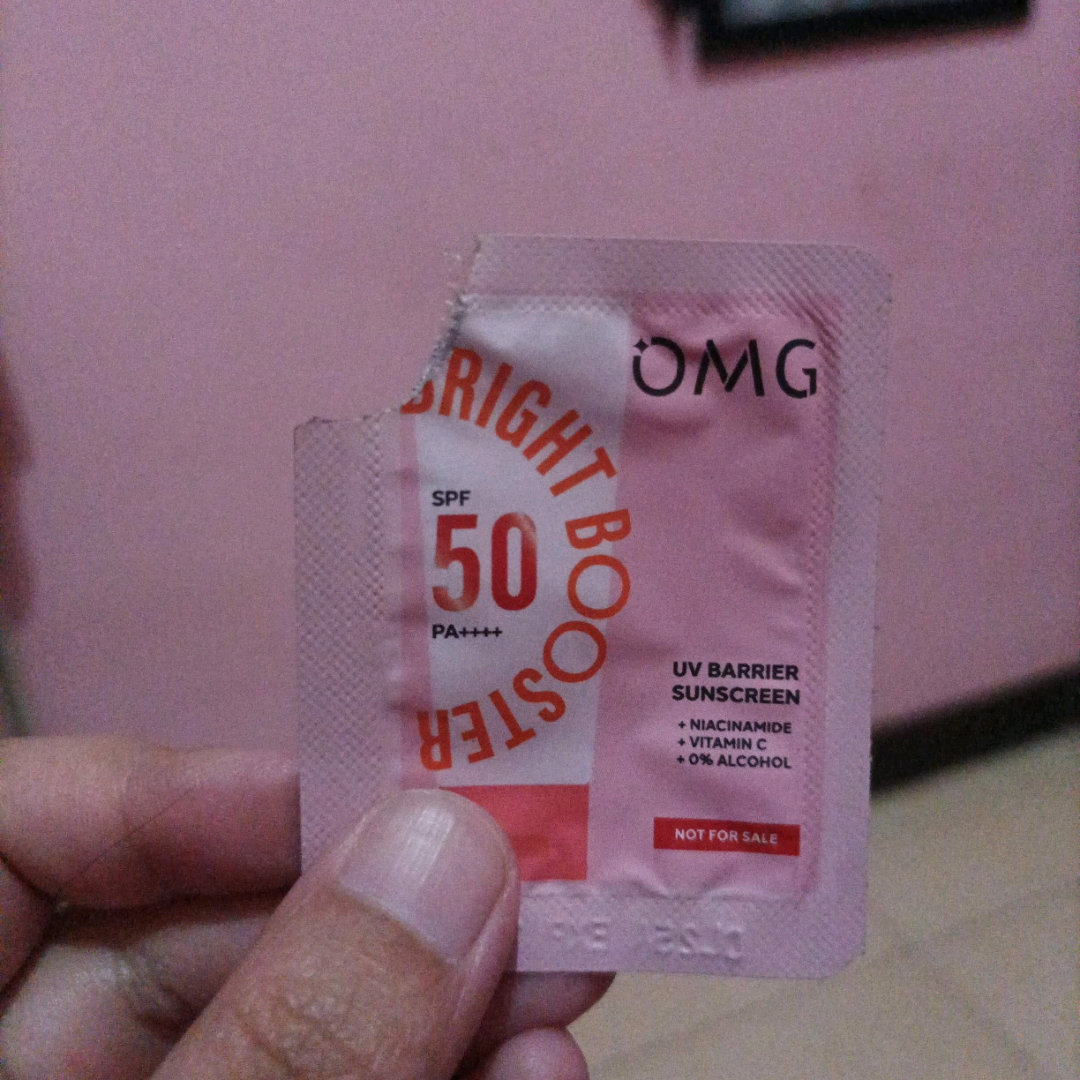 OMG
BRIGHT BOOSTER
SPF
50
PA++++
UV BARRIER
SUNSCREEN
+ NIACINAMIDE
+ VITAMIN C
+ 0% ALCOHOL
NOT FOR SALE